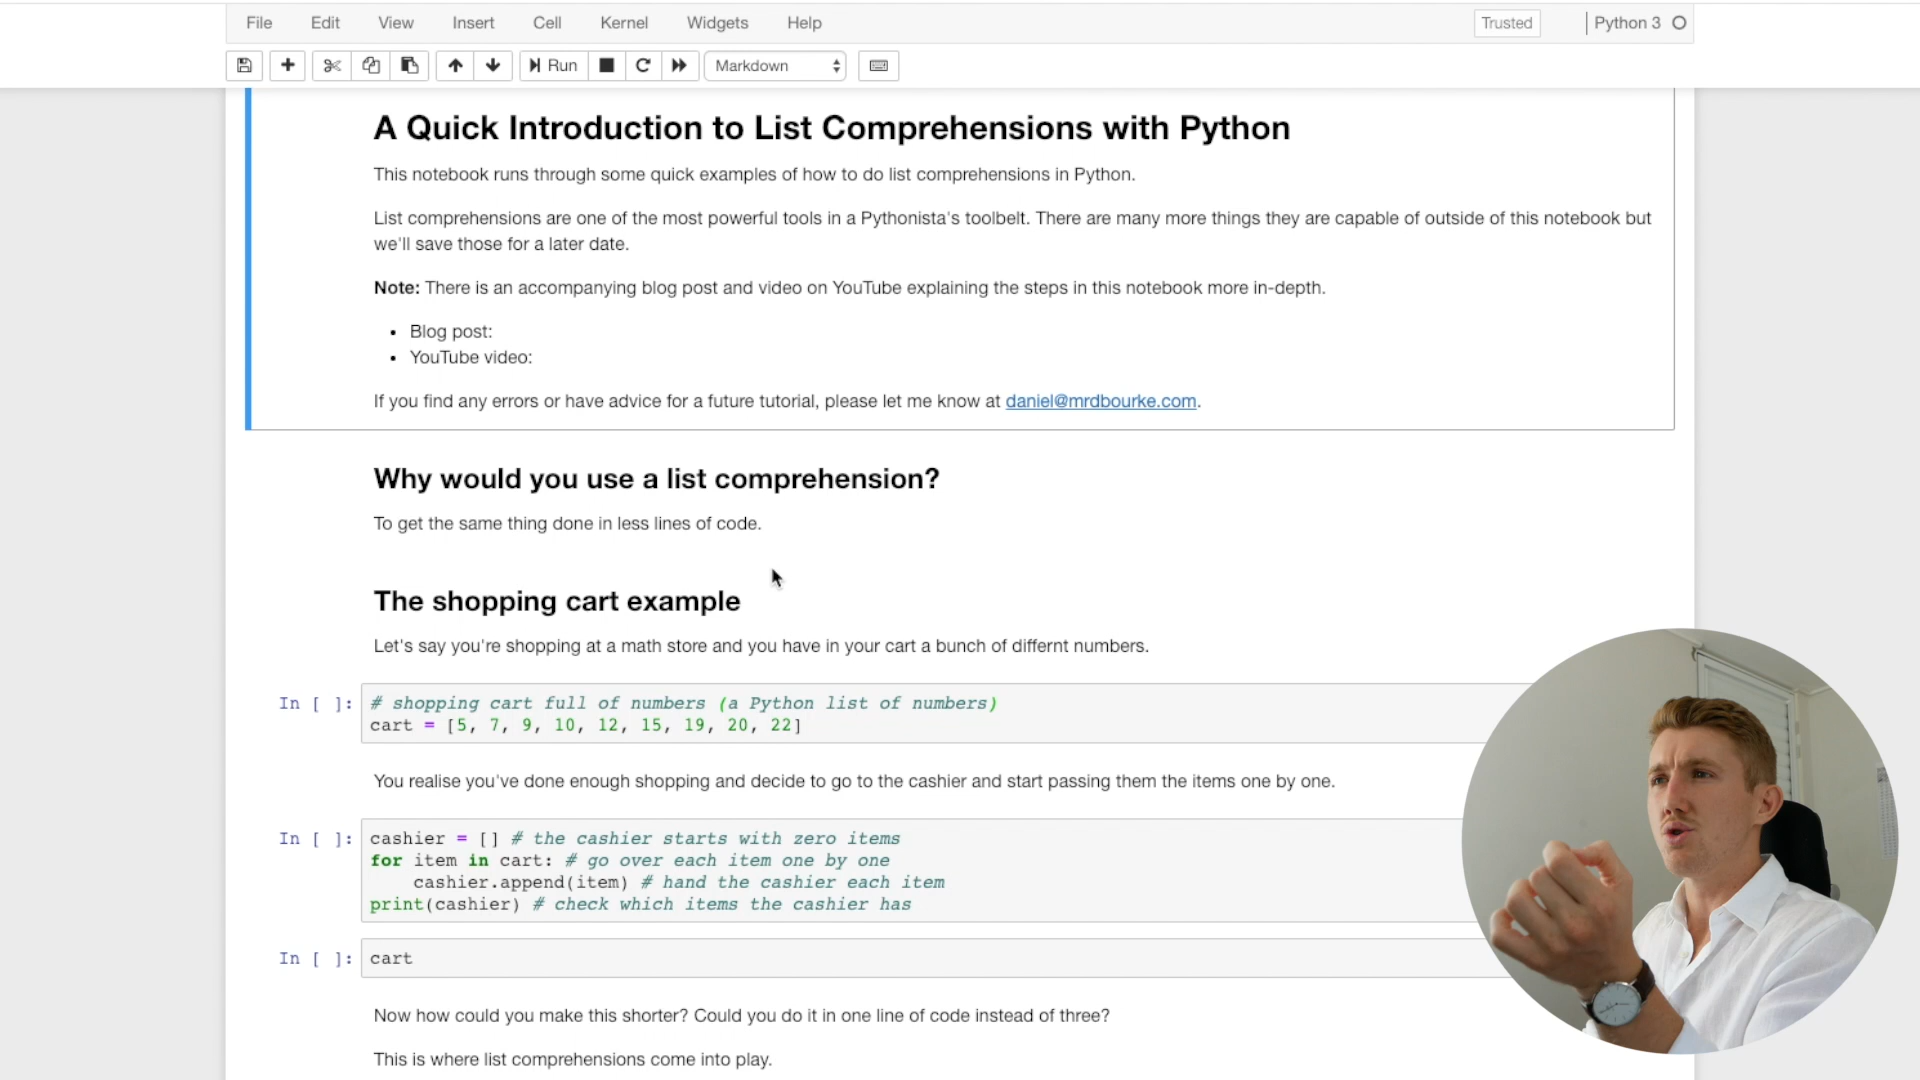 File Edit View Insert Cell Kernel Widgets Help Trusted Python 3
Run Markdown
A Quick Introduction to List Comprehensions with Python
This notebook runs through some quick examples of how to do list comprehensions in Python.
List comprehensions are one of the most powerful tools in a Pythonista's toolbelt. There are many more things they are capable of outside of this notebook but
we'll save those for a later date.
Note: There is an accompanying blog post and video on YouTube explaining the steps in this notebook more in-depth.
• Blog post:
• YouTube video:
If you find any errors or have advice for a future tutorial, please let me know at daniel@mrdbourke.com.
Why would you use a list comprehension?
To get the same thing done in less lines of code.
The shopping cart example
Let's say you're shopping at a math store and you have in your cart a bunch of differnt numbers.
In [ ]: # shopping cart full of numbers (a Python list of numbers)
cart = [5, 7, 9, 10, 12, 15, 19, 20, 22]
You realise you've done enough shopping and decide to go to the cashier and start passing them the items one by one.
In [ ]: cashier = [] # the cashier starts with zero items
for item in cart: # go over each item one by one
cashier.append(item) # hand the cashier each item
print(cashier) # check which items the cashier has
In [ ]: cart
Now how could you make this shorter? Could you do it in one line of code instead of three?
This is where list comprehensions come into play.